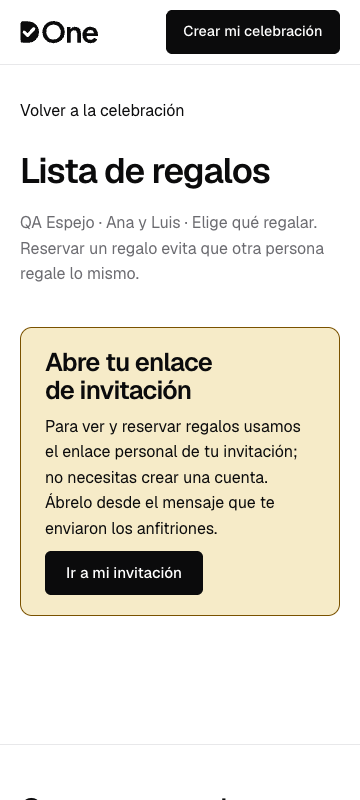 One
Crear mi celebración
Volver a la celebración
Lista de regalos
QA Espejo · Ana y Luis · Elige qué regalar.
Reservar un regalo evita que otra persona
regale lo mismo.
Abre tu enlace
de invitación
Para ver y reservar regalos usamos
el enlace personal de tu invitación;
no necesitas crear una cuenta.
Ábrelo desde el mensaje que te
enviaron los anfitriones.
Ir a mi invitación